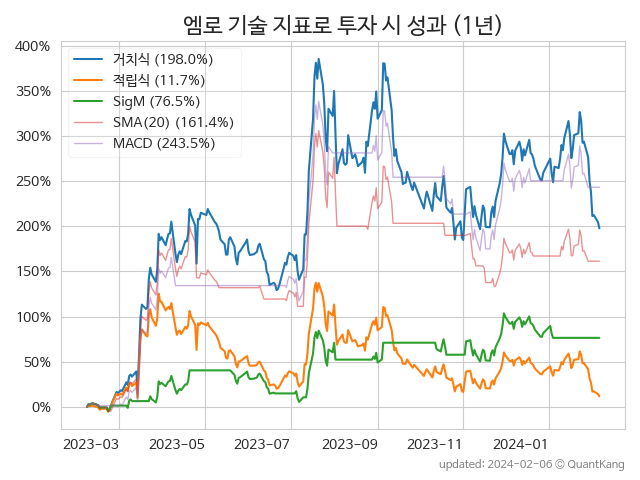 엠로 기술 지표로 투자 시 성과 (1년)
400%
350%
300%
250%
200%
150%
100%
50%
0%
거치식 (198.0%)
적립식 (11.7%)
SigM (76.5%)
SMA(20) (161.4%)
MACD (243.5%)
2023-03
2023-05
2023-07
2023-09
2023-11
2024-01
updated: 2024-02-06 ⓒ QuantKang